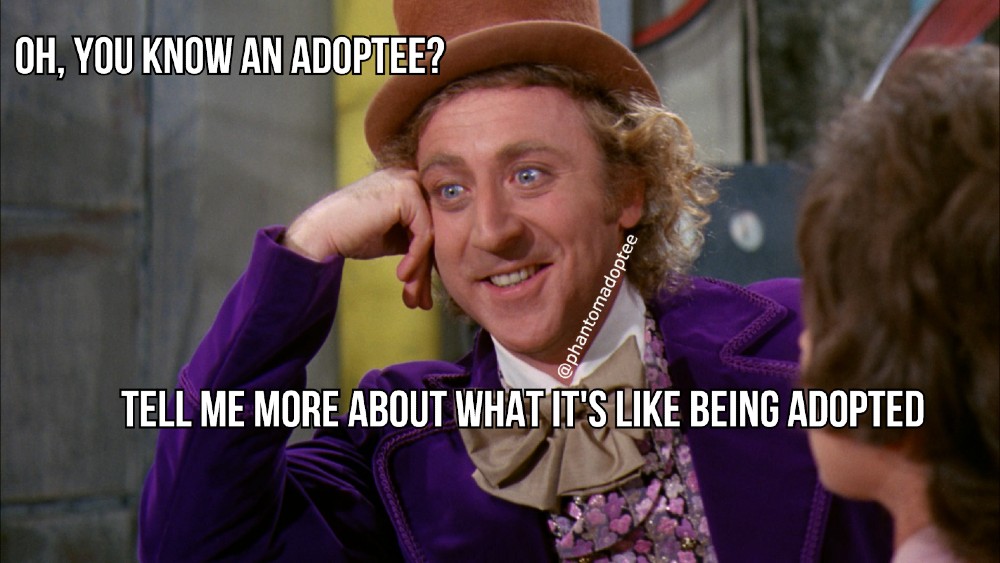 OH, YOU KNOW AN ADOPTEE?
@phantomadoptee
TELL ME MORE ABOUT WHAT IT'S LIKE BEING ADOPTED